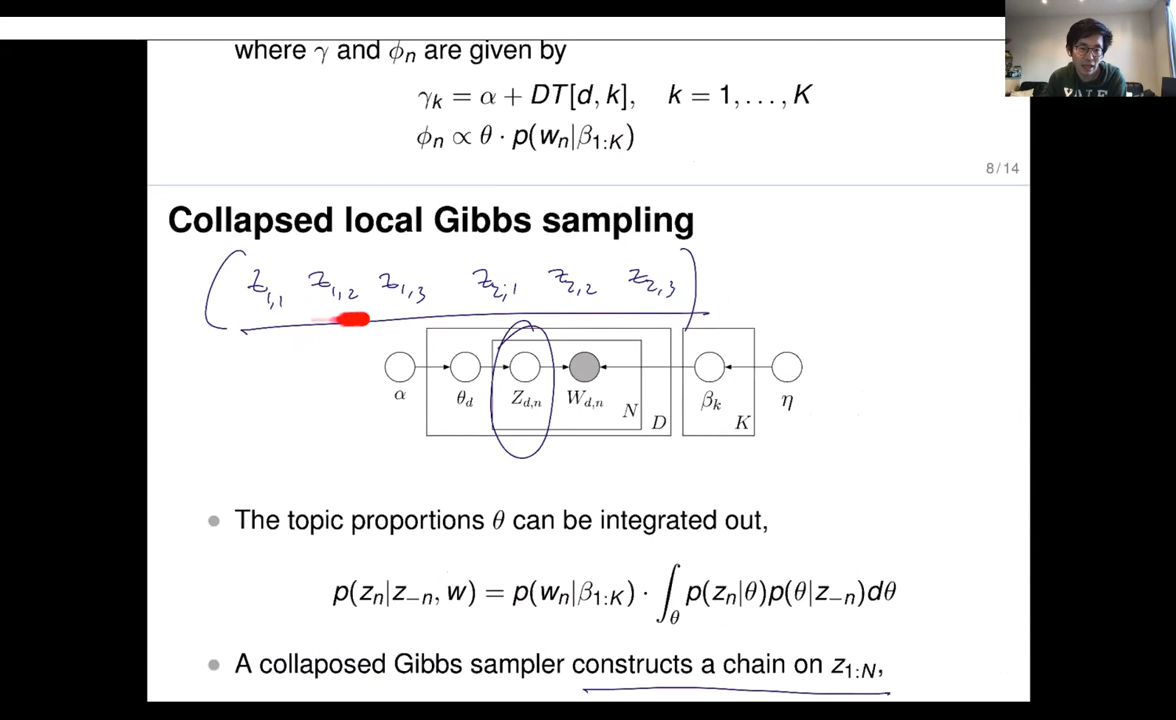 where γ and ϕn are given by
γk = α + DT[d, k], k = 1, . . . , K
ϕn ∝ θ · p(wn|β1:K)
8/14
Collapsed local Gibbs sampling
z1,1 z1,2 z1,3 z2,1 z2,2 z2,3
α θd Zd,n Wd,n N D βk K η
The topic proportions θ can be integrated out,
p(zn|z−n, w) = p(wn|β1:K) · ∫θ p(zn|θ)p(θ|z−n)dθ
A collaposed Gibbs sampler constructs a chain on z1:N,
YALE